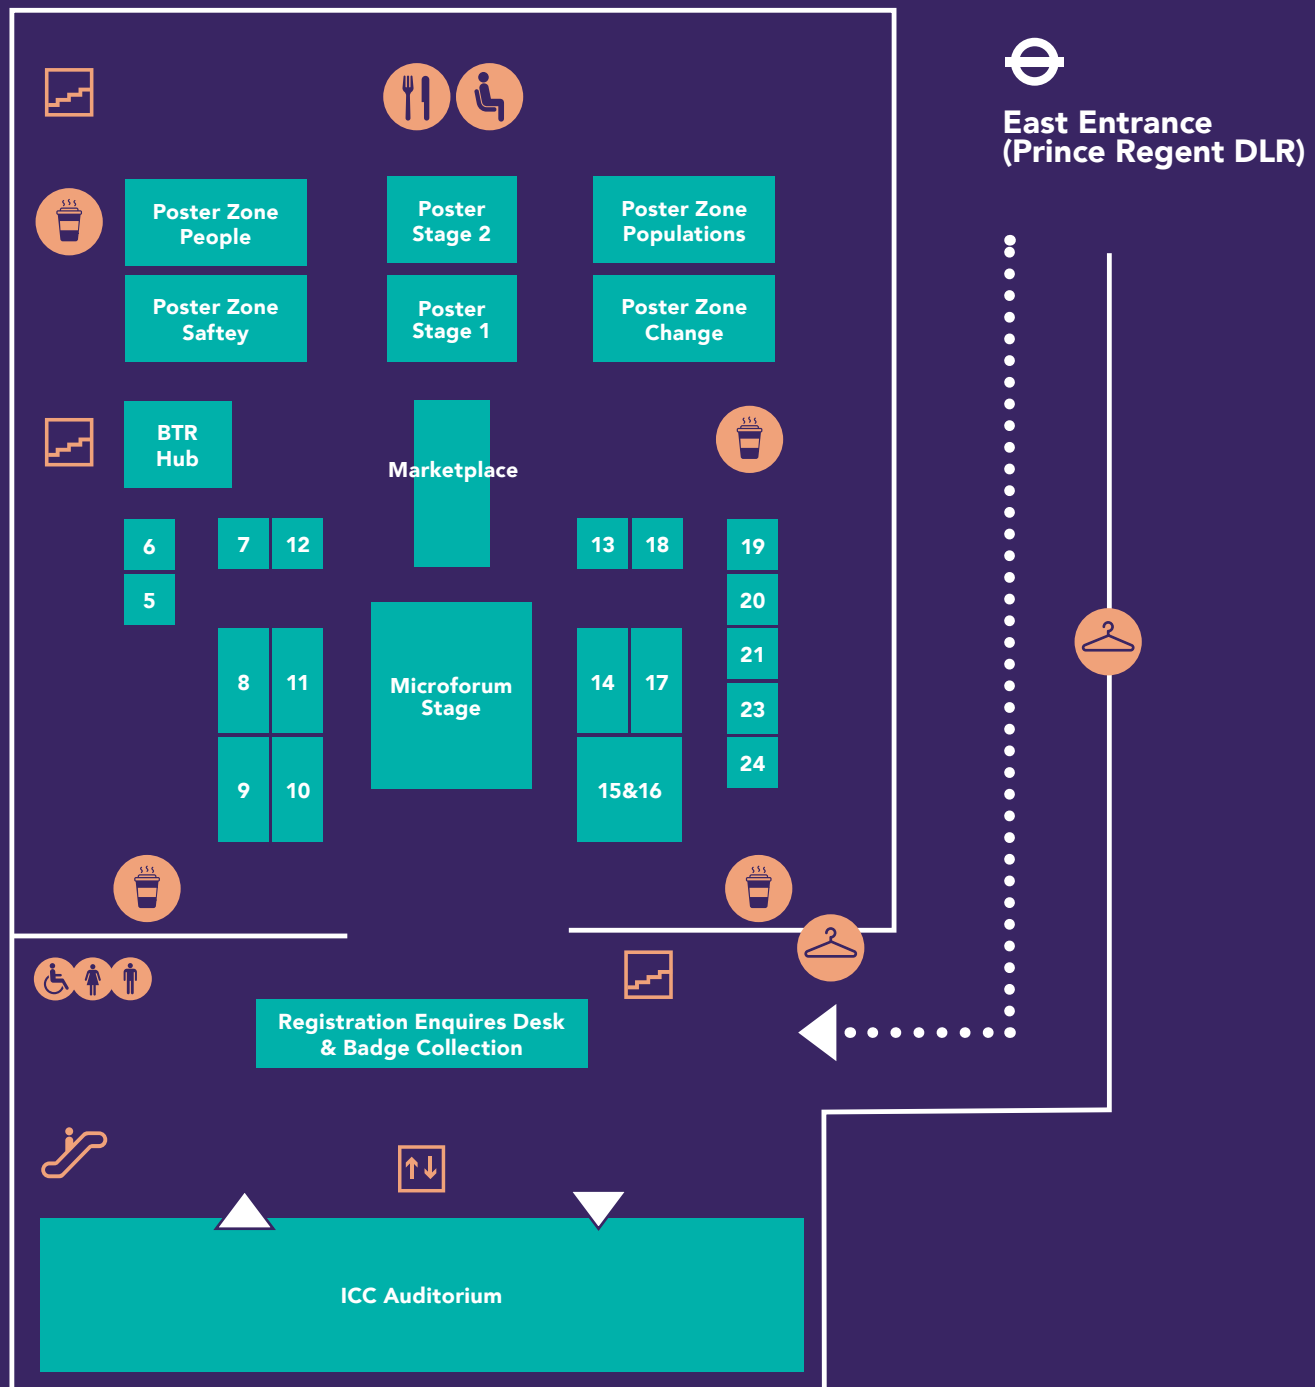 East Entrance
(Prince Regent DLR)
Poster Zone
People
Poster
Stage 2
Poster Zone
Populations
Poster Zone
Saftey
Poster
Stage 1
Poster Zone
Change
BTR
Hub
Marketplace
6
7
12
13
18
19
5
20
8
11
Microforum
Stage
14
17
21
23
9
10
15&16
24
Registration Enquires Desk
& Badge Collection
ICC Auditorium